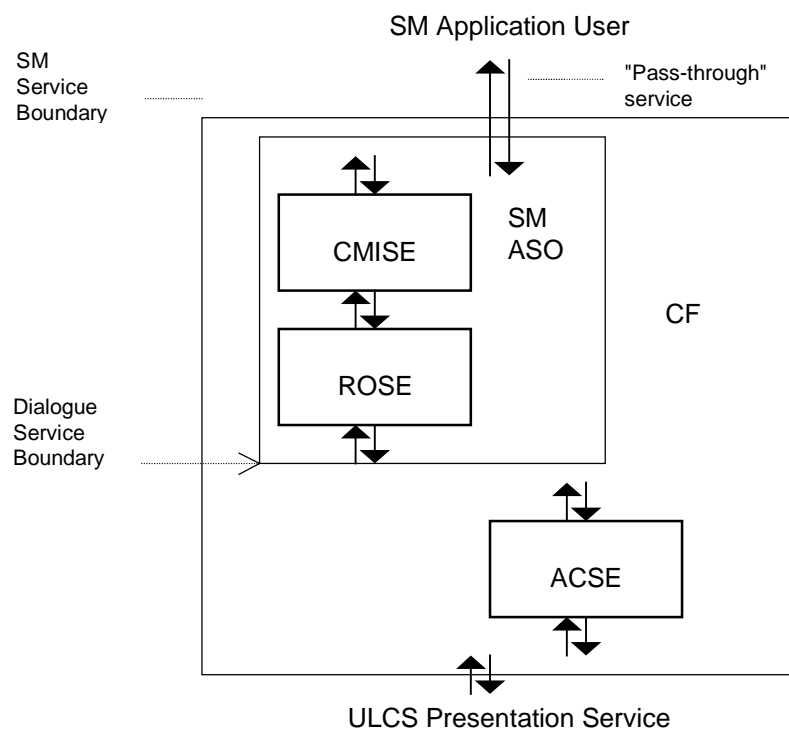 SM Application User
SM
Service
Boundary
"Pass-through"
service
CMISE
SM
ASO
CF
ROSE
Dialogue
Service
Boundary
ACSE
ULCS Presentation Service